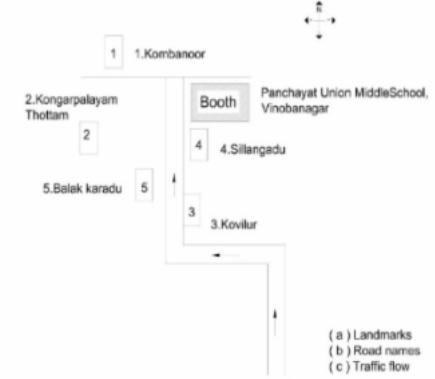 N
1 1.Kombanoor
2.Kongarpalayam
Thottam
Booth
Panchayat Union MiddleSchool,
Vinobanagar
2
4 4.Sillangadu
5.Balak karadu 5
3 3.Kovilur
( a ) Landmarks
( b ) Road names
( c ) Traffic flow